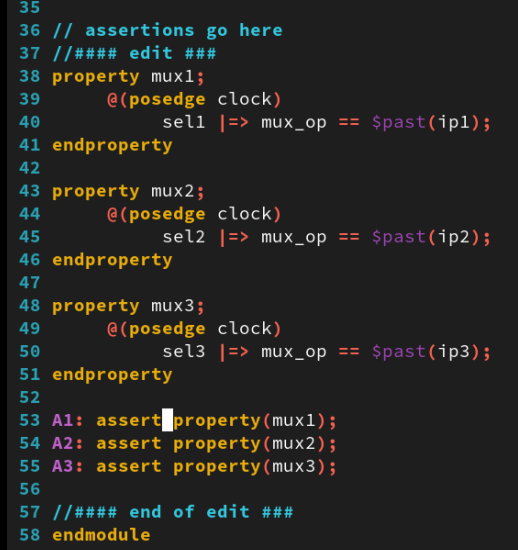 35
36 // assertions go here
37 //#### edit ###
38 property mux1;
39      @(posedge clock)
40           sel1 |=> mux_op == $past(ip1);
41 endproperty
42
43 property mux2;
44      @(posedge clock)
45           sel2 |=> mux_op == $past(ip2);
46 endproperty
47
48 property mux3;
49      @(posedge clock)
50           sel3 |=> mux_op == $past(ip3);
51 endproperty
52
53 A1: assert property(mux1);
54 A2: assert property(mux2);
55 A3: assert property(mux3);
56
57 //#### end of edit ###
58 endmodule